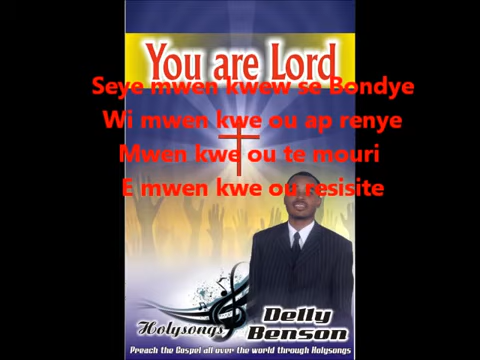 You are Lord
Seye mwen kwew se Bondye
Wi mwen kwe ou ap renye
Mwen kwe ou te mouri
E mwen kwe ou resisite
Holysongs
Delly
Benson
Preach the Gospel all over the world through Holysongs